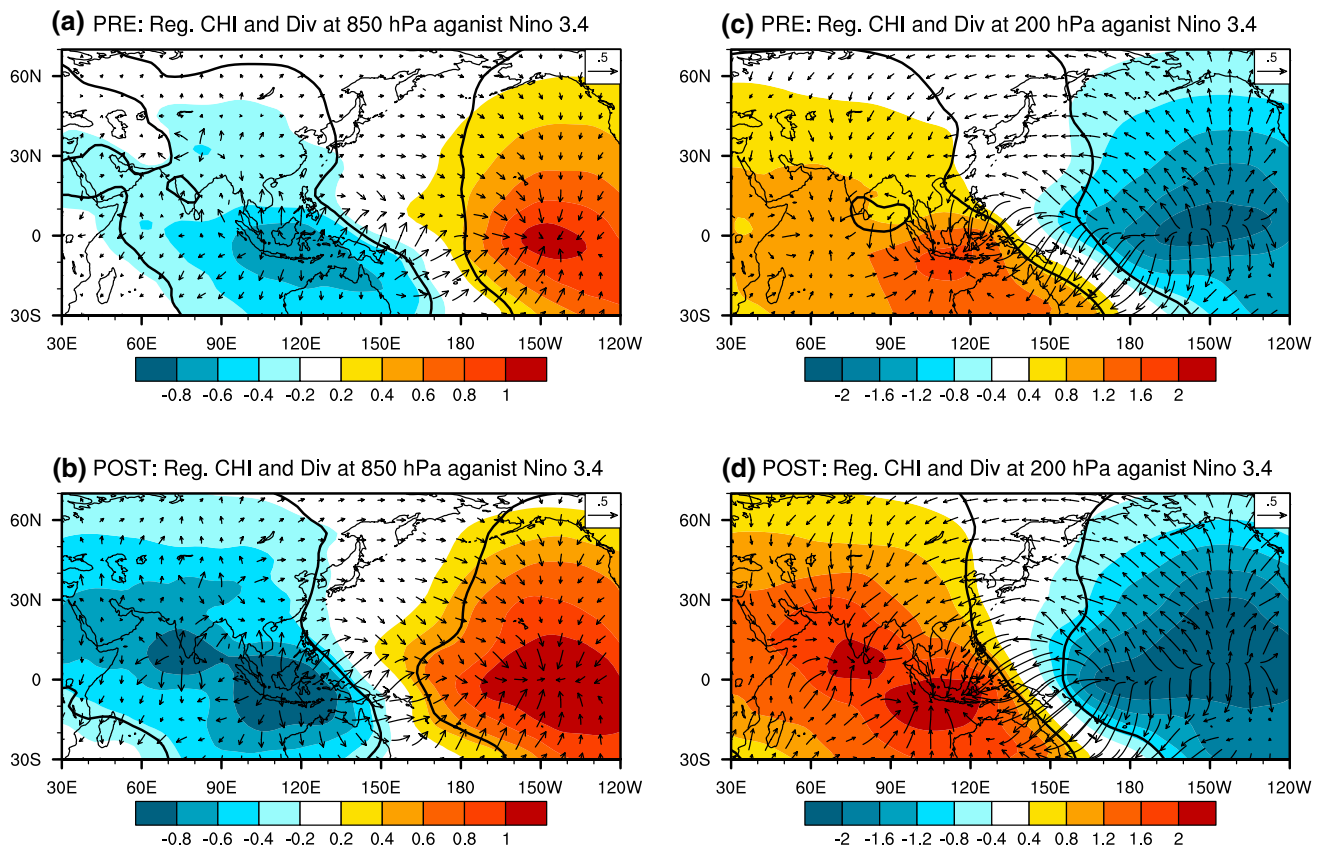 (a) PRE: Reg. CHI and Div at 850 hPa aganist Nino 3.4
.5
60N
30N
0
30S
30E 60E 90E 120E 150E 180 150W 120W
-0.8 -0.6 -0.4 -0.2 0.2 0.4 0.6 0.8 1
(c) PRE: Reg. CHI and Div at 200 hPa aganist Nino 3.4
.5
60N
30N
0
30S
30E 60E 90E 120E 150E 180 150W 120W
-2 -1.6 -1.2 -0.8 -0.4 0.4 0.8 1.2 1.6 2
(b) POST: Reg. CHI and Div at 850 hPa aganist Nino 3.4
.5
60N
30N
0
30S
30E 60E 90E 120E 150E 180 150W 120W
-0.8 -0.6 -0.4 -0.2 0.2 0.4 0.6 0.8 1
(d) POST: Reg. CHI and Div at 200 hPa aganist Nino 3.4
.5
60N
30N
0
30S
30E 60E 90E 120E 150E 180 150W 120W
-2 -1.6 -1.2 -0.8 -0.4 0.4 0.8 1.2 1.6 2